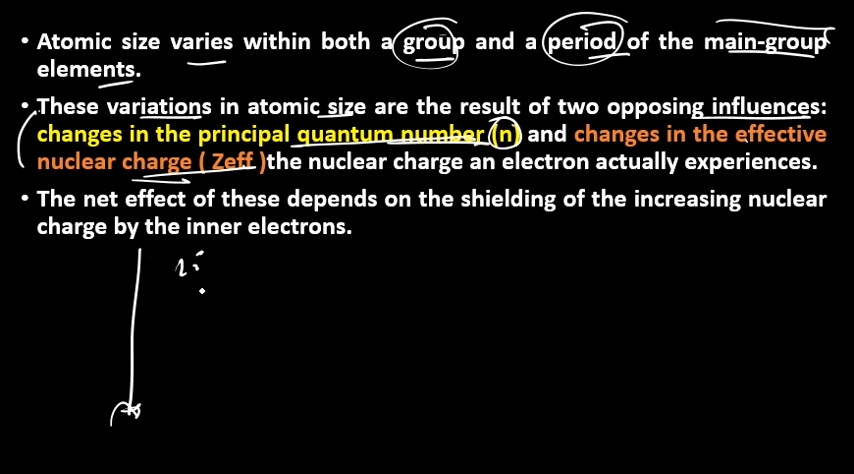 • Atomic size varies within both a group and a period of the main-group
elements.
• These variations in atomic size are the result of two opposing influences:
changes in the principal quantum number (n) and changes in the effective
nuclear charge ( Zeff )the nuclear charge an electron actually experiences.
• The net effect of these depends on the shielding of the increasing nuclear
charge by the inner electrons.